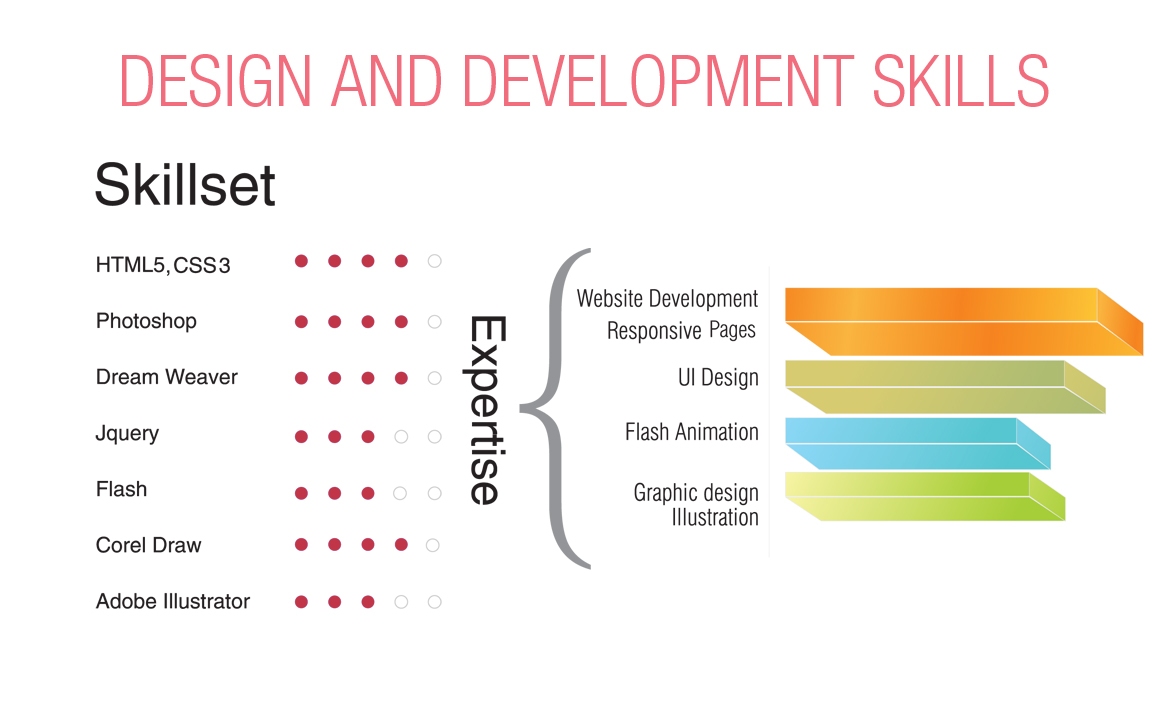 DESIGN AND DEVELOPMENT SKILLS
Skillset
HTML5, CSS3
Photoshop
Dream Weaver
Jquery
Flash
Corel Draw
Adobe Illustrator
Expertise
Website Development
Responsive Pages
UI Design
Flash Animation
Graphic design
Illustration